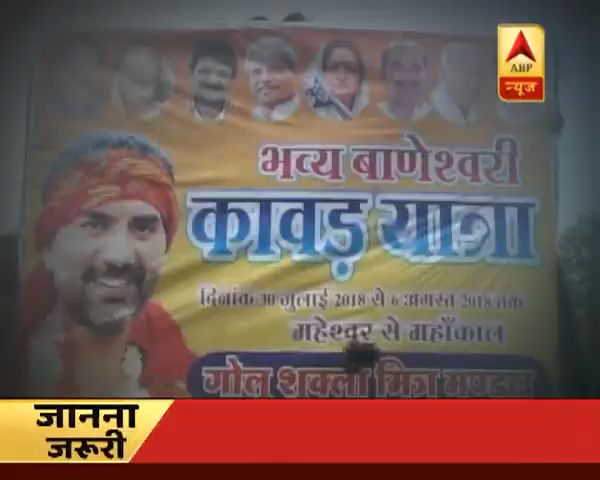 ABP
न्यूज़
भव्य बाणेश्वरी
कावड़ यात्रा
दिनांक 30 जुलाई 2018 से 6 अगस्त 2018 तक
महेश्वर से महाँकाल
गोल शुक्ला मित्र मण्डल
जानना
जरूरी